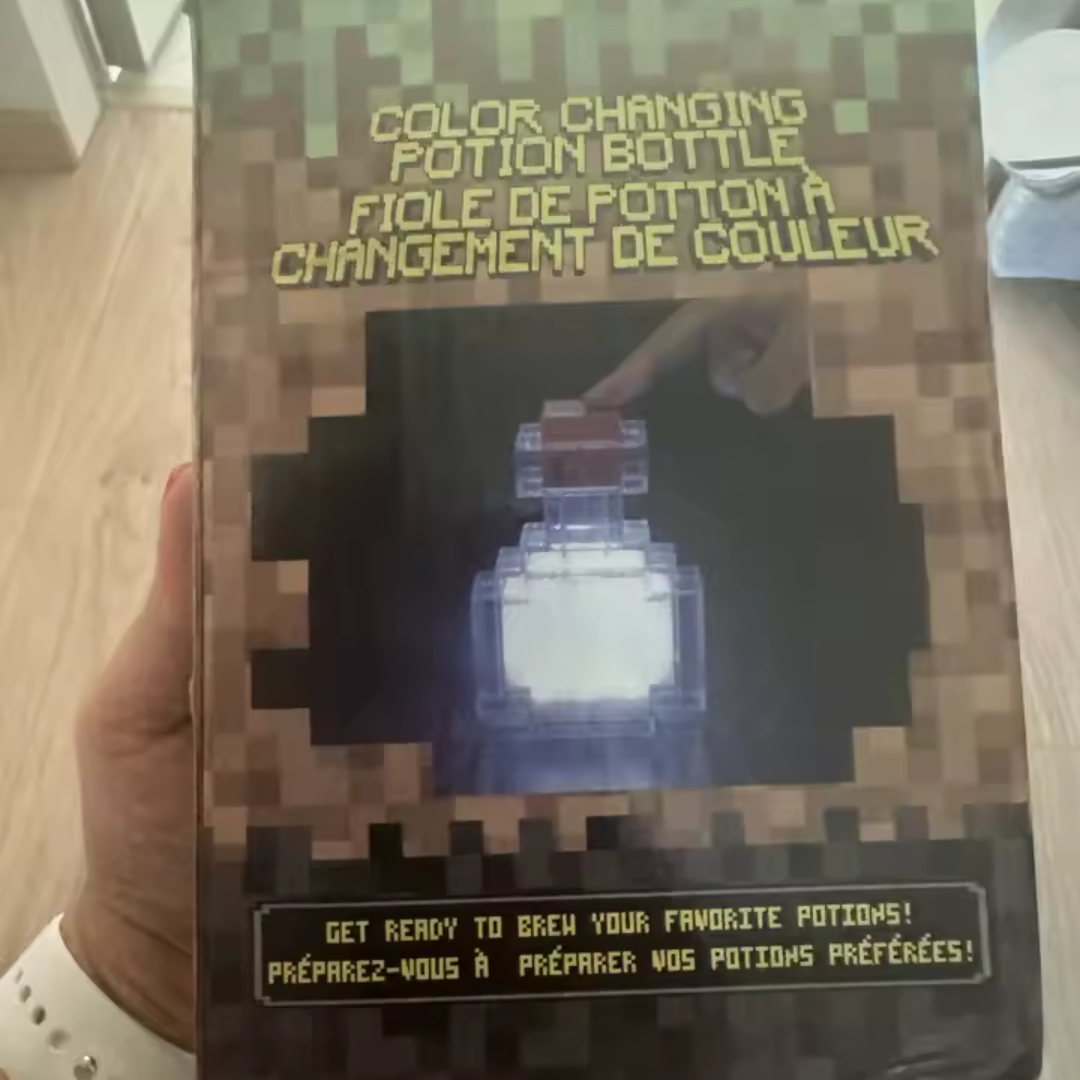 COLOR CHANGING
POTION BOTTLE
FIOLE DE POTTON À
CHANGEMENT DE COULEUR
GET READY TO BREW YOUR FAVORITE POTIONS!
PRÉPAREZ-VOUS À PRÉPARER VOS POTIONS PRÉFÉRÉES!